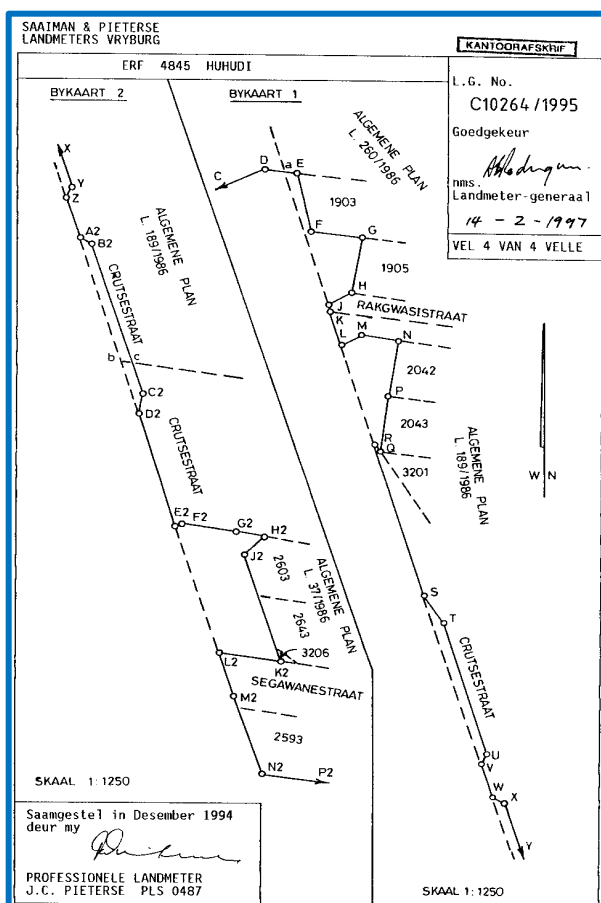 SAAIMAN & PIETERSE
LANDMETERS VRYBURG
KANTOORAFSKRIF
ERF 4845 HUHUDI
L.G. No.
C10264/1995
Goedgekeur
nms.
Landmeter-generaal
14 - 2 - 1997
VEL 4 VAN 4 VELLE
BYKAART 2
X
Y
Z
A2
B2
ALGEMENE PLAN
L. 189/1986
CRUTSESTRAAT
b
c
C2
D2
CRUTSESTRAAT
E2
F2
G2
H2
J2
2603
ALGEMENE PLAN
L. 37/1986
2643
3206
L2
K2
SEGAWANESTRAAT
M2
2593
N2
P2
SKAAL 1:1250
BYKAART 1
ALGEMENE PLAN
L. 260/1986
C
D
a
E
1903
F
G
1905
H
J
RAKGWASISTRAAT
K
L
M
N
2042
P
2043
R
Q
3201
ALGEMENE PLAN
L. 189/1986
W
N
S
T
CRUTSESTRAAT
U
V
W
X
Y
SKAAL 1:1250
Saamgestel in Desember 1994
deur my
PROFESSIONELE LANDMETER
J.C. PIETERSE PLS 0487